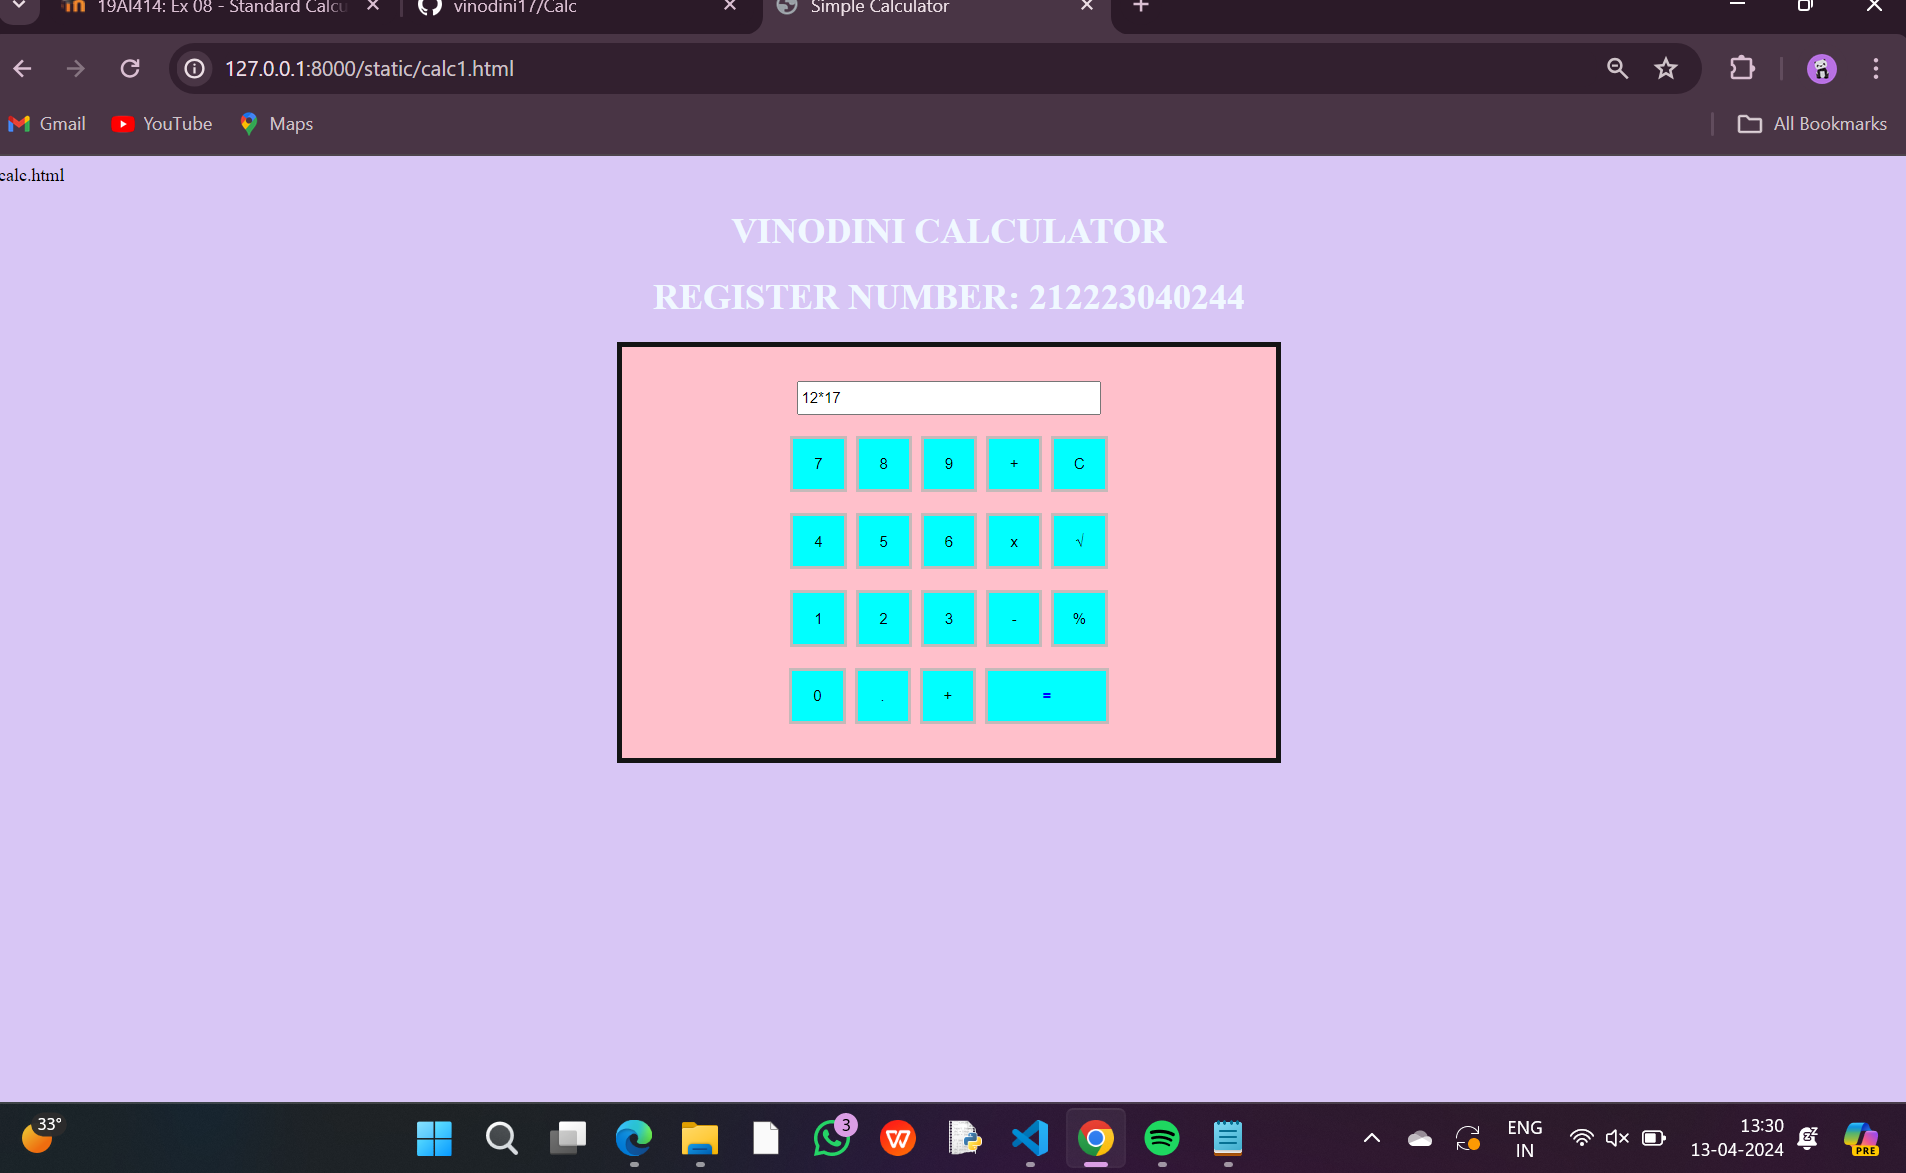 19AI414: Ex 08 - Standard Calcu
vinodini17/Calc
Simple Calculator
127.0.0.1:8000/static/calc1.html
Gmail
YouTube
Maps
All Bookmarks
calc.html
VINODINI CALCULATOR
REGISTER NUMBER: 212223040244
12*17
7 8 9 + C
4 5 6 x √
1 2 3 - %
0 . + =
33°
3
ENG
IN
13:30
13-04-2024
PRE